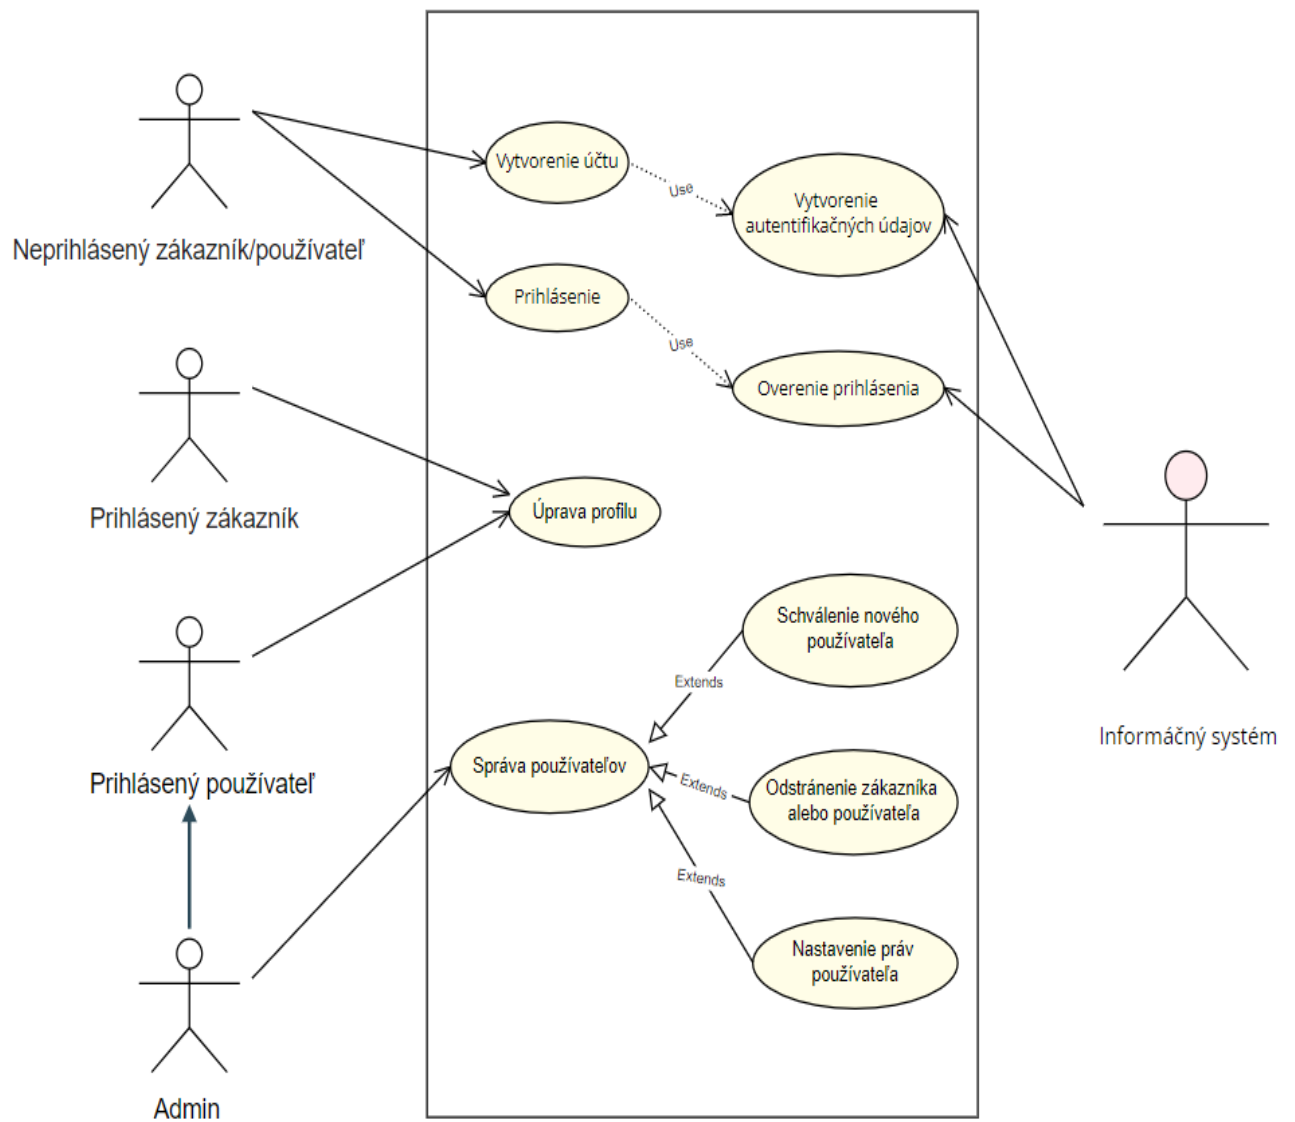 Vytvorenie účtu
Use
Vytvorenie
autentifikačných údajov
Neprihlásený zákazník/používateľ
Prihlásenie
Use
Overenie prihlásenia
Prihlásený zákazník
Úprava profilu
Schválenie nového
používateľa
Extends
Informáčný systém
Prihlásený používateľ
Správa používateľov
Extends
Odstránenie zákazníka
alebo používateľa
Extends
Nastavenie práv
používateľa
Admin